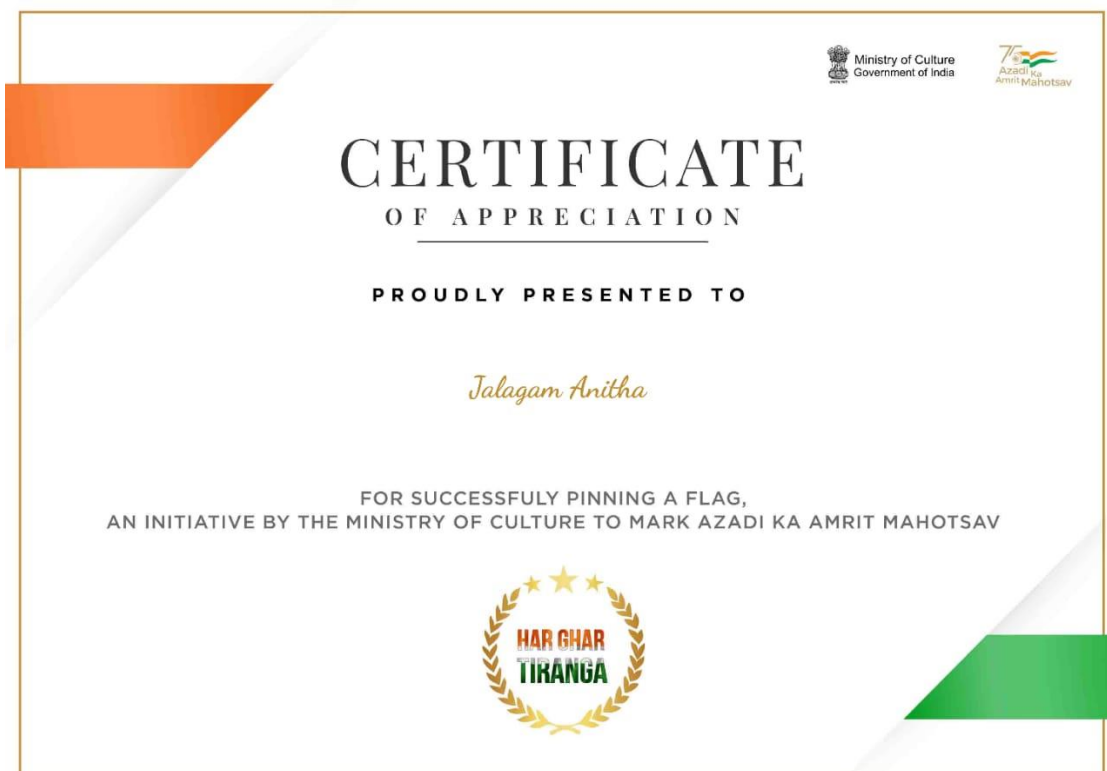 Ministry of Culture
Government of India
75
Azadi Ka
Amrit Mahotsav
CERTIFICATE
OF APPRECIATION
PROUDLY PRESENTED TO
Jalagam Anitha
FOR SUCCESSFULY PINNING A FLAG,
AN INITIATIVE BY THE MINISTRY OF CULTURE TO MARK AZADI KA AMRIT MAHOTSAV
HAR GHAR
TIRANGA